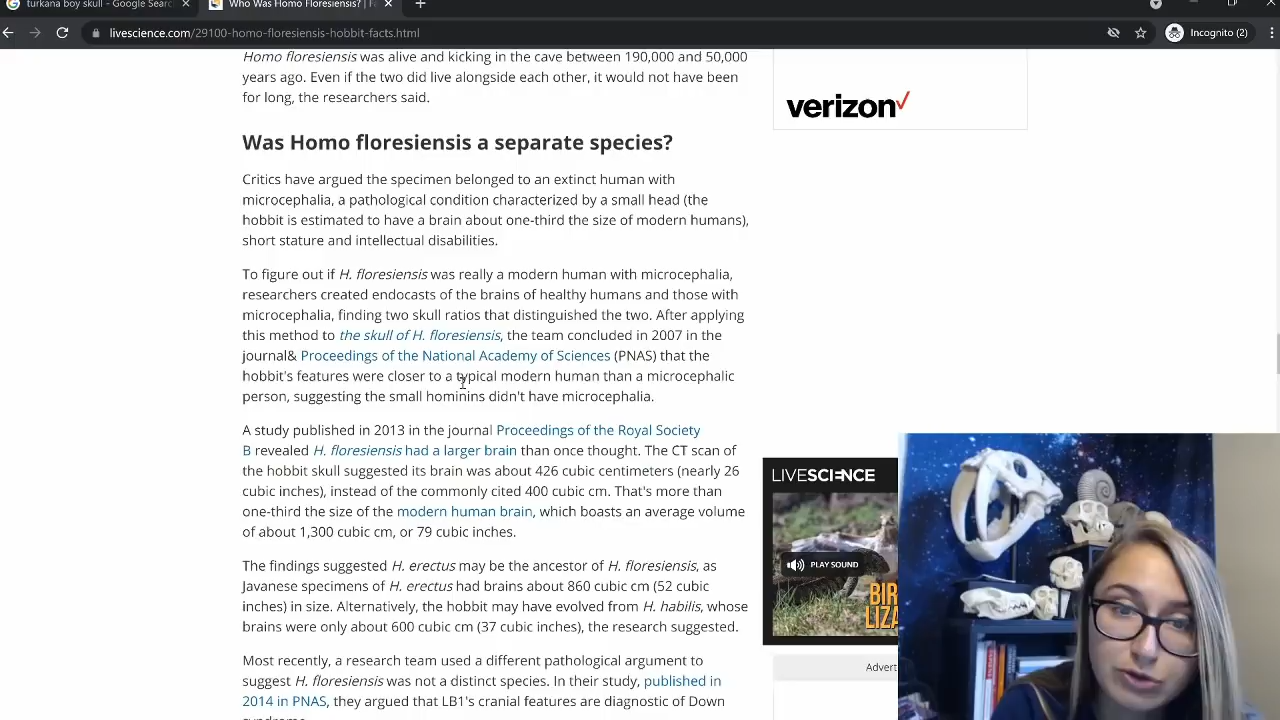 turkana boy skull - Google Searc
Who Was Homo Floresiensis? | Fa
livescience.com/29100-homo-floresiensis-hobbit-facts.html
Incognito (2)
Homo floresiensis was alive and kicking in the cave between 190,000 and 50,000
years ago. Even if the two did live alongside each other, it would not have been
for long, the researchers said.
verizon
Was Homo floresiensis a separate species?
Critics have argued the specimen belonged to an extinct human with
microcephalia, a pathological condition characterized by a small head (the
hobbit is estimated to have a brain about one-third the size of modern humans),
short stature and intellectual disabilities.
To figure out if H. floresiensis was really a modern human with microcephalia,
researchers created endocasts of the brains of healthy humans and those with
microcephalia, finding two skull ratios that distinguished the two. After applying
this method to the skull of H. floresiensis, the team concluded in 2007 in the
journal& Proceedings of the National Academy of Sciences (PNAS) that the
hobbit's features were closer to a typical modern human than a microcephalic
person, suggesting the small hominins didn't have microcephalia.
A study published in 2013 in the journal Proceedings of the Royal Society
B revealed H. floresiensis had a larger brain than once thought. The CT scan of
the hobbit skull suggested its brain was about 426 cubic centimeters (nearly 26
cubic inches), instead of the commonly cited 400 cubic cm. That's more than
one-third the size of the modern human brain, which boasts an average volume
of about 1,300 cubic cm, or 79 cubic inches.
LIVESCIENCE
PLAY SOUND
BIR
LIZA
The findings suggested H. erectus may be the ancestor of H. floresiensis, as
Javanese specimens of H. erectus had brains about 860 cubic cm (52 cubic
inches) in size. Alternatively, the hobbit may have evolved from H. habilis, whose
brains were only about 600 cubic cm (37 cubic inches), the research suggested.
Advert
Most recently, a research team used a different pathological argument to
suggest H. floresiensis was not a distinct species. In their study, published in
2014 in PNAS, they argued that LB1's cranial features are diagnostic of Down